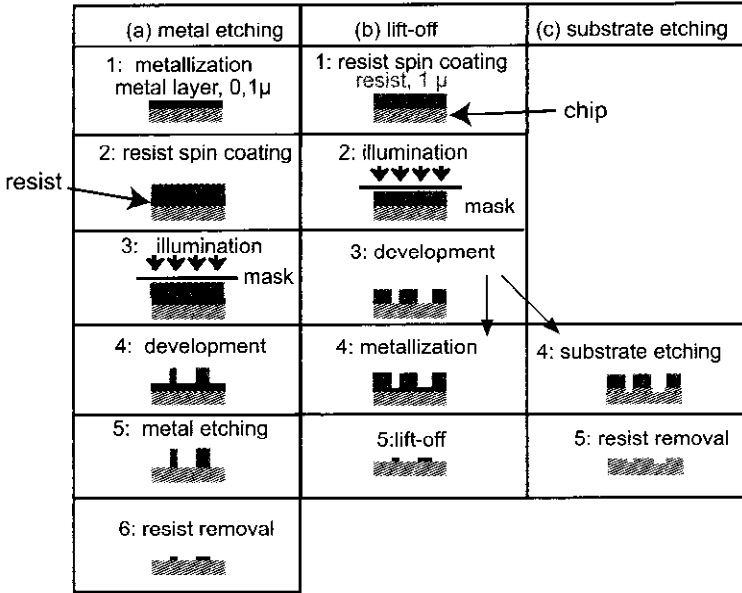 (a) metal etching
(b) lift-off
(c) substrate etching
1: metallization
metal layer, 0,1μ
1: resist spin coating
resist, 1 μ
chip
2: resist spin coating
resist
2: illumination
mask
3: illumination
mask
3: development
4: development
4: metallization
4: substrate etching
5: metal etching
5:lift-off
5: resist removal
6: resist removal